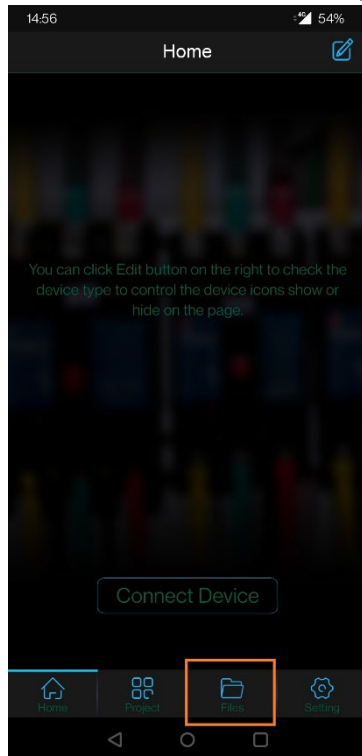 14:56
4G 54%
Home
You can click Edit button on the right to check the
device type to control the device icons show or
hide on the page.
Connect Device
Home Project Files Setting